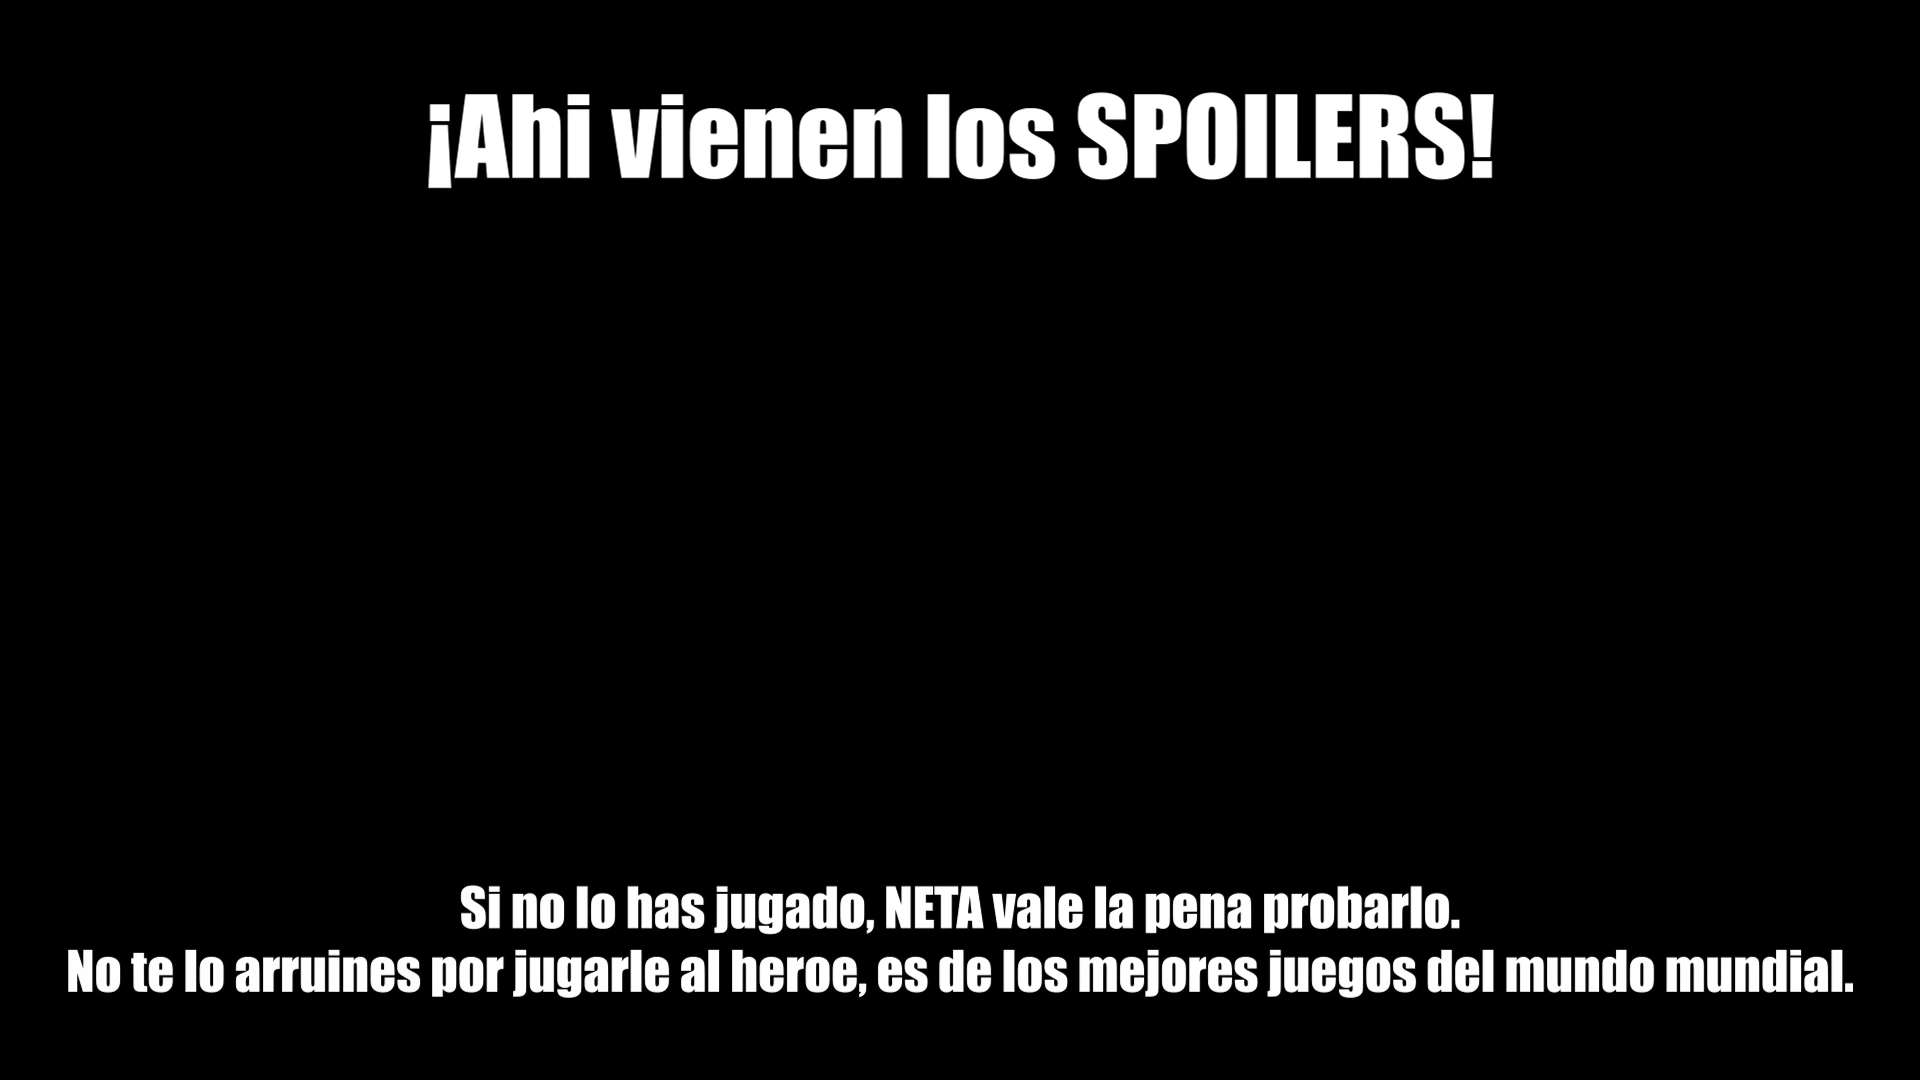 ¡Ahi vienen los SPOILERS!
Si no lo has jugado, NETA vale la pena probarlo.
No te lo arruines por jugarle al heroe, es de los mejores juegos del mundo mundial.